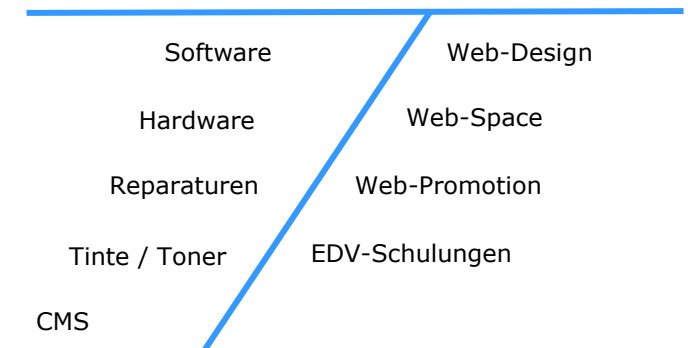 Software
Hardware
Reparaturen
Tinte / Toner
CMS
Web-Design
Web-Space
Web-Promotion
EDV-Schulungen